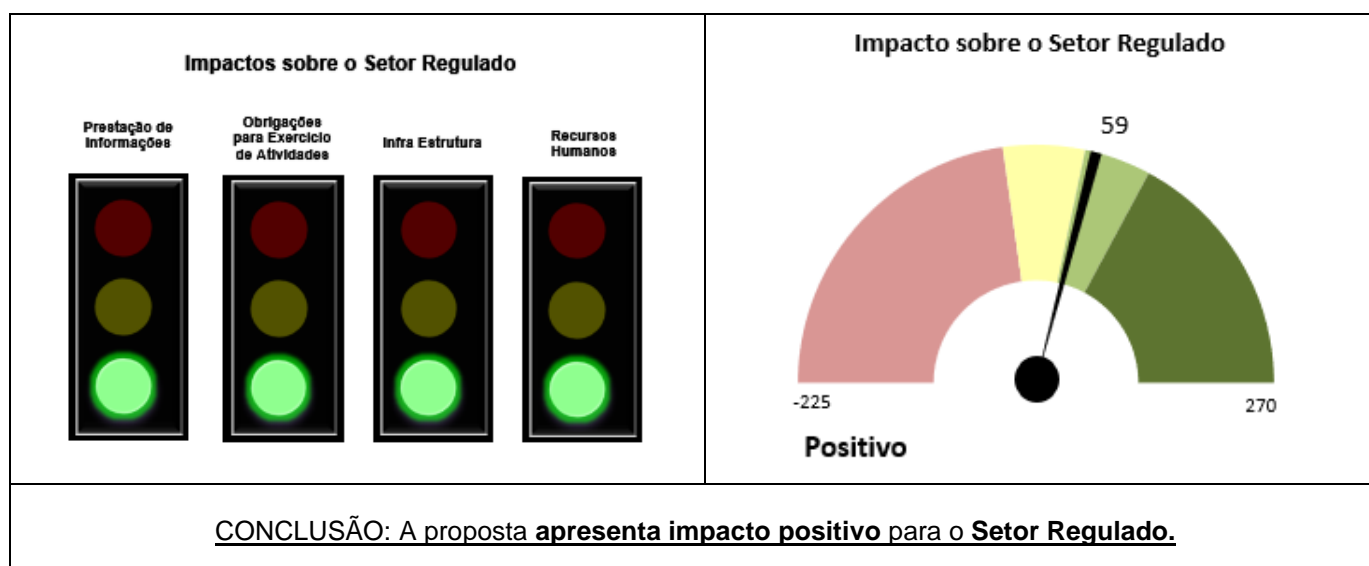 Impactos sobre o Setor Regulado
Prestação de
Informações
Obrigações
para Exercício
de Atividades
Infra Estrutura
Recursos
Humanos
Impacto sobre o Setor Regulado
59
-225
270
Positivo
CONCLUSÃO: A proposta apresenta impacto positivo para o Setor Regulado.